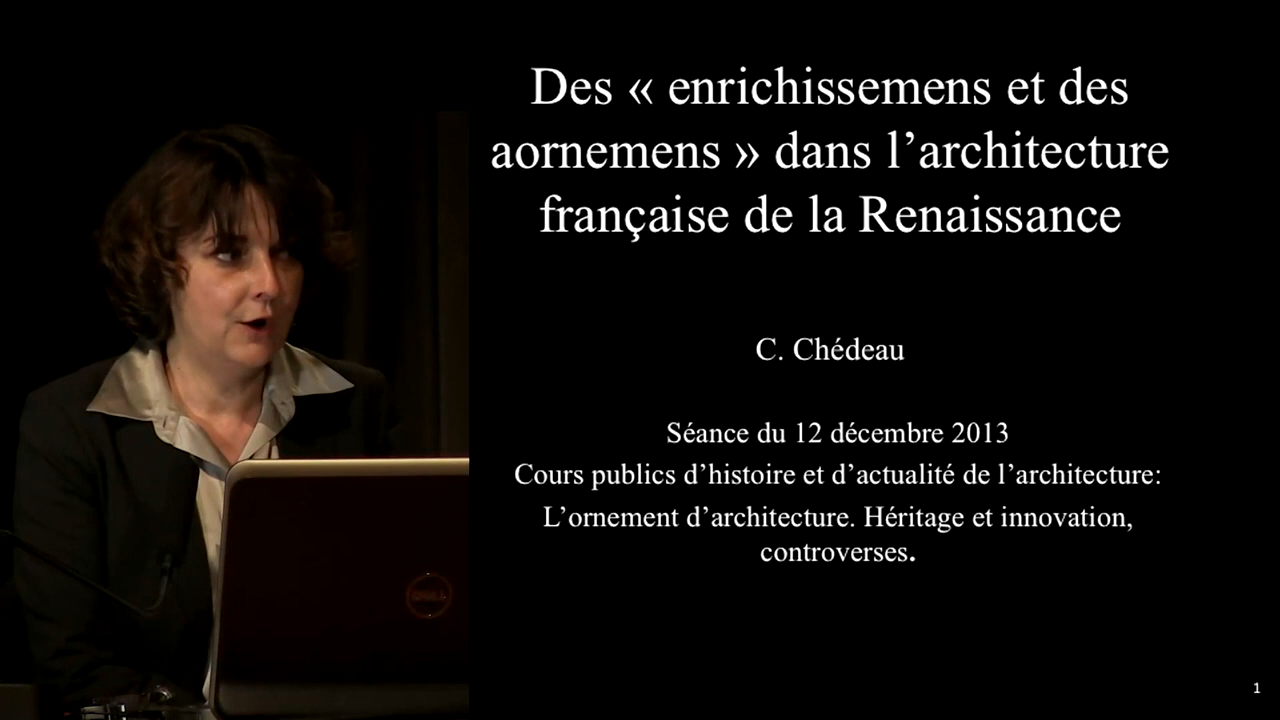 Des « enrichissemens et des
aornemens » dans l’architecture
française de la Renaissance
C. Chédeau
Séance du 12 décembre 2013
Cours publics d’histoire et d’actualité de l’architecture:
L’ornement d’architecture. Héritage et innovation,
controverses.
DELL
1